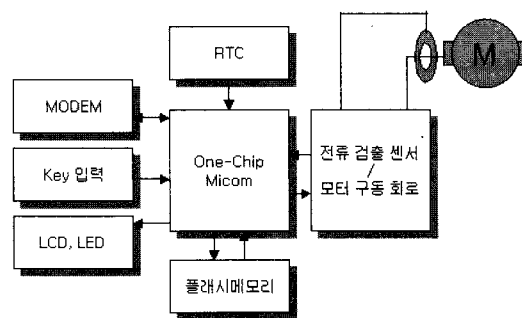 RTC
M
MODEM
One-Chip
Micom
전류 검출 센서
/
모터 구동 회로
Key 입력
LCD, LED
플래시메모리